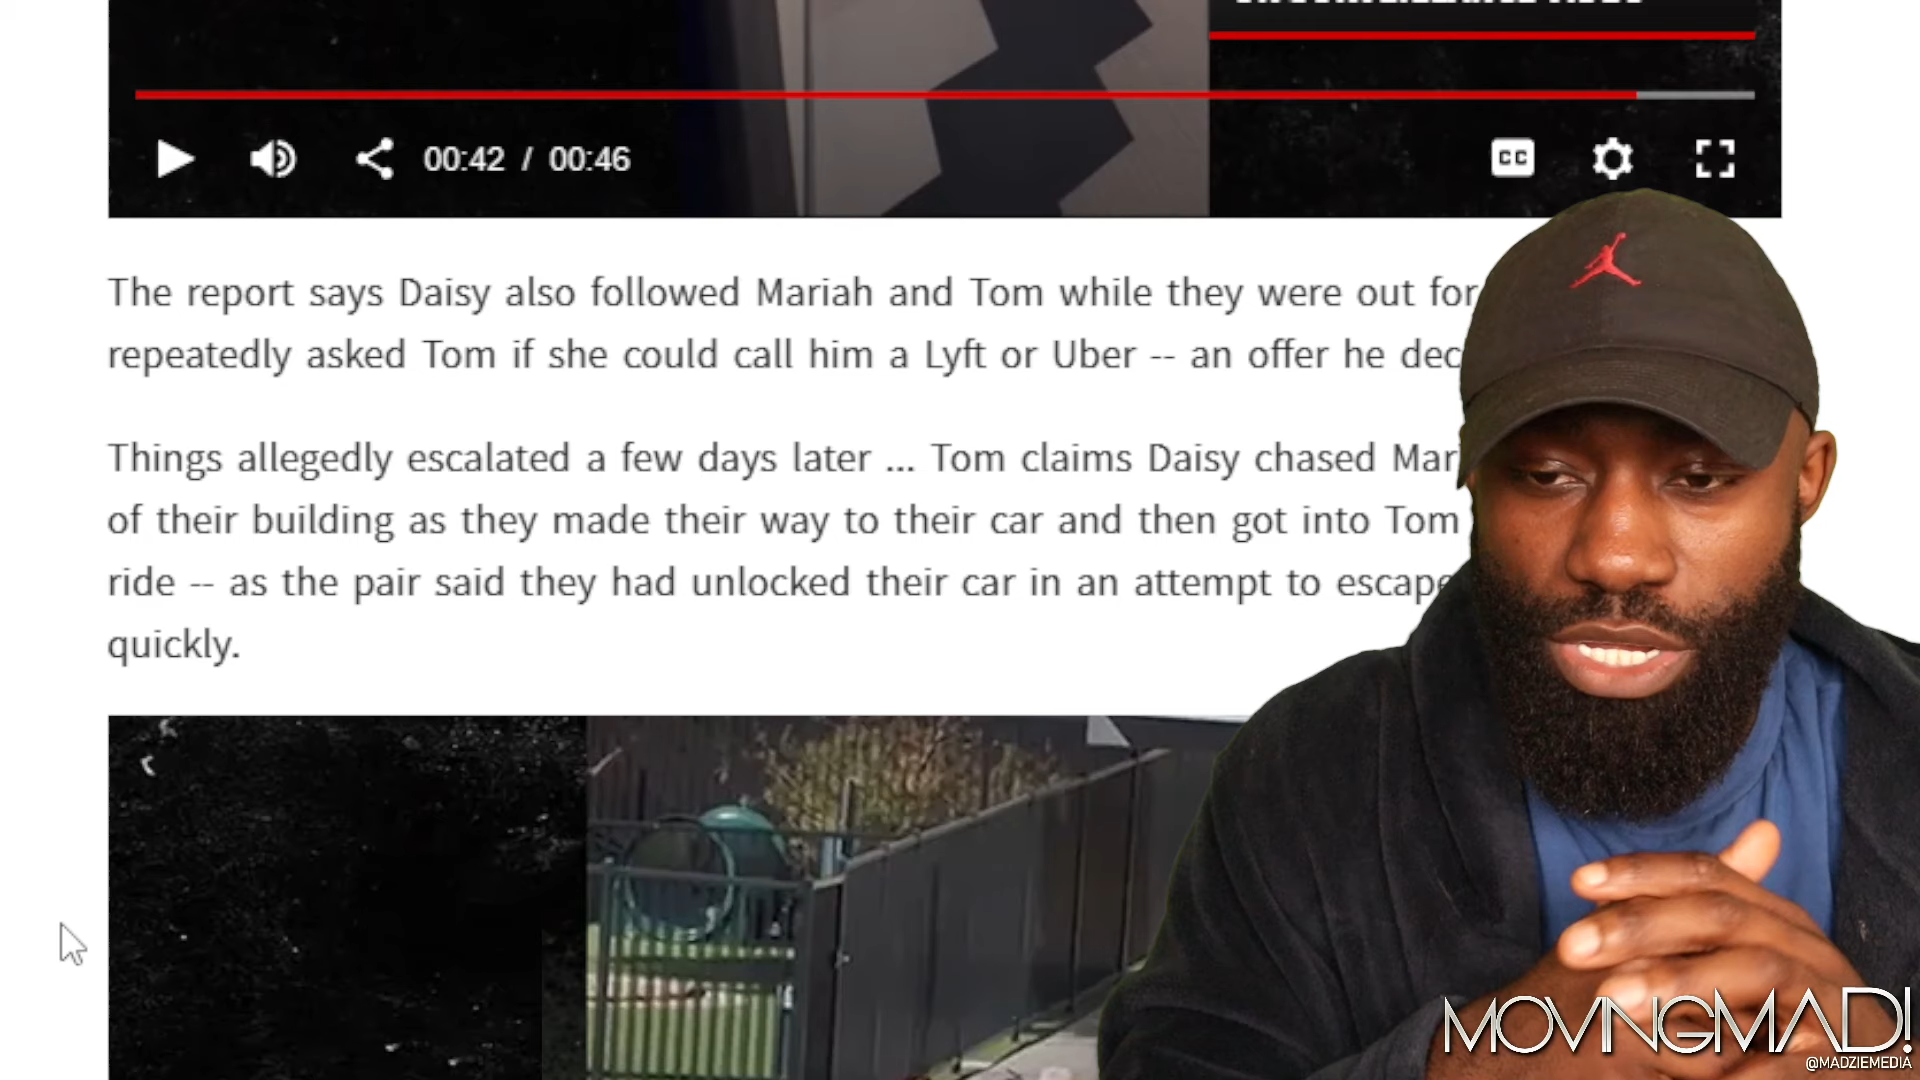 00:42 / 00:46
CC
The report says Daisy also followed Mariah and Tom while they were out for
repeatedly asked Tom if she could call him a Lyft or Uber -- an offer he dec
Things allegedly escalated a few days later ... Tom claims Daisy chased Mar
of their building as they made their way to their car and then got into Tom
ride -- as the pair said they had unlocked their car in an attempt to escape
quickly.
MOVINGMAD!
@MADZIEMEDIA